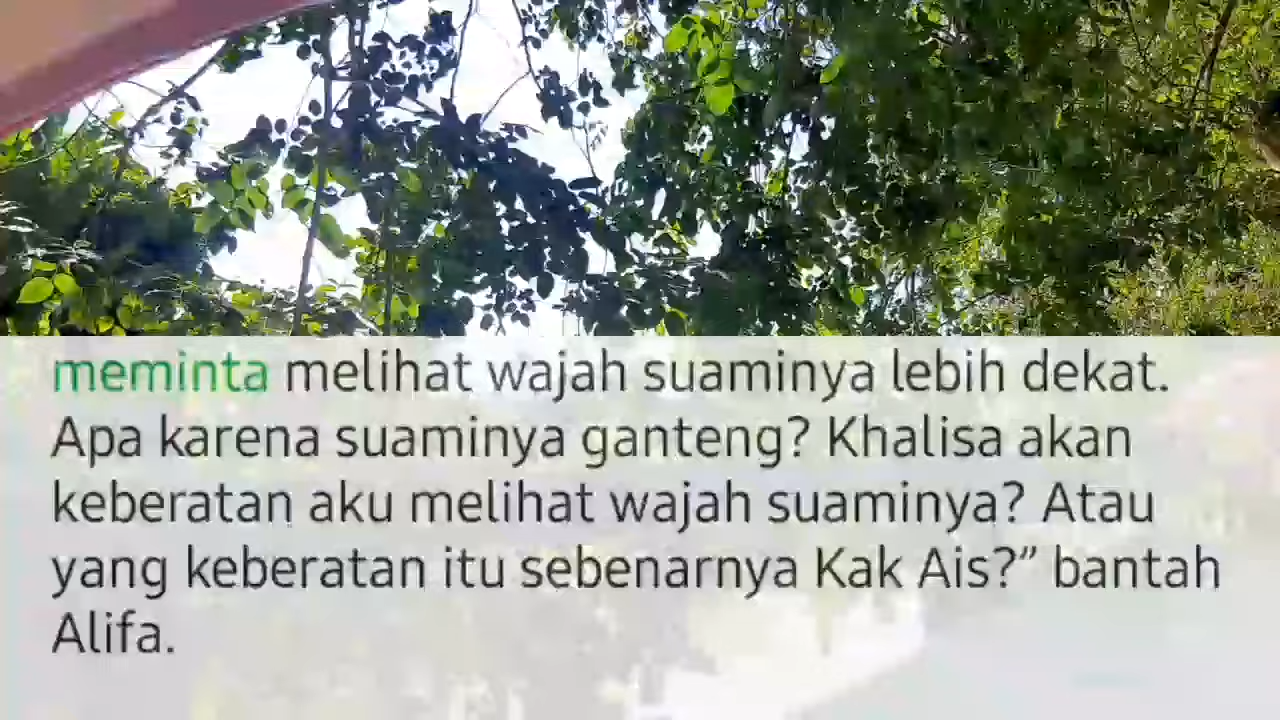 meminta melihat wajah suaminya lebih dekat.
Apa karena suaminya ganteng? Khalisa akan
keberatan aku melihat wajah suaminya? Atau
yang keberatan itu sebenarnya Kak Ais?” bantah
Alifa.